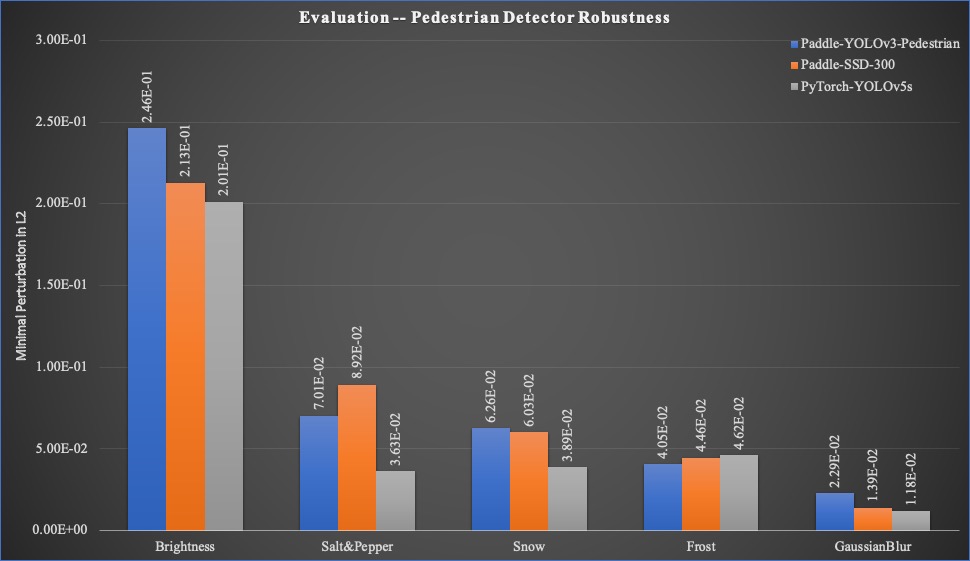 Evaluation -- Pedestrian Detector Robustness
Paddle-YOLOv3-Pedestrian
Paddle-SSD-300
PyTorch-YOLOv5s
Minimal Perturbation in L2
3.00E-01
2.50E-01
2.00E-01
1.50E-01
1.00E-01
5.00E-02
0.00E+00
2.46E-01
2.13E-01
2.01E-01
7.01E-02
8.92E-02
3.63E-02
6.26E-02
6.03E-02
3.89E-02
4.05E-02
4.46E-02
4.62E-02
2.29E-02
1.39E-02
1.18E-02
Brightness
Salt&Pepper
Snow
Frost
GaussianBlur